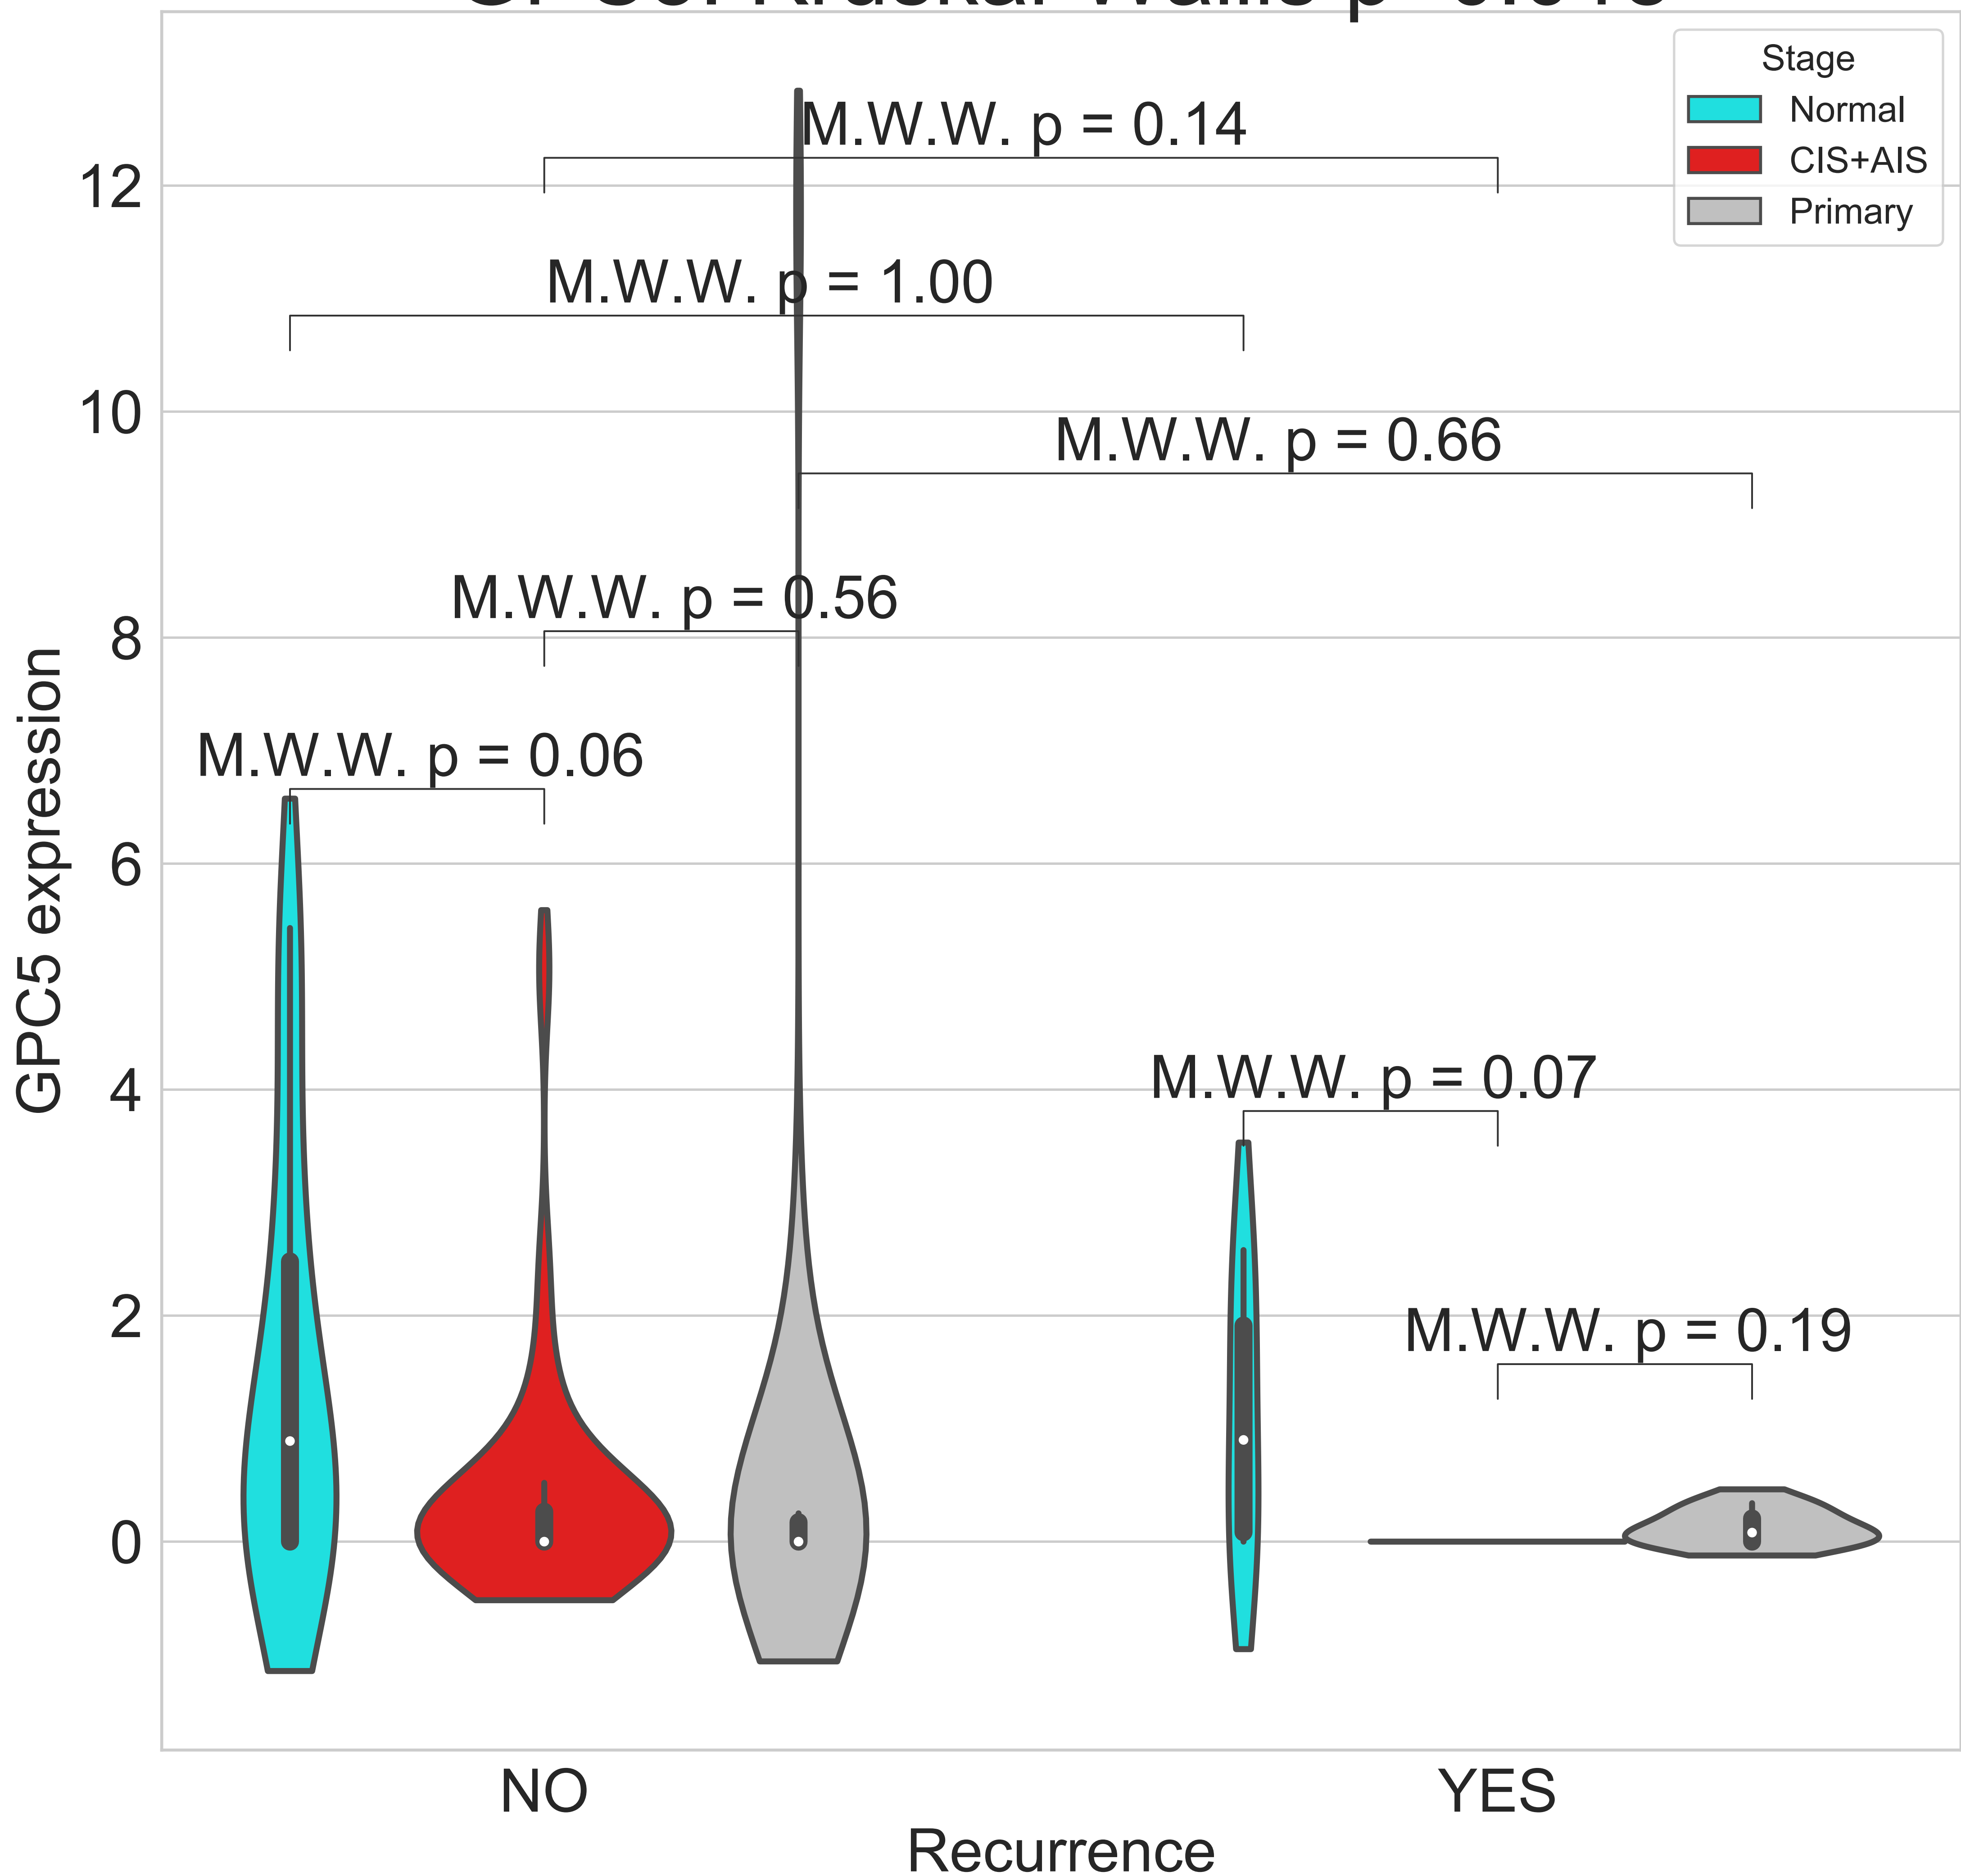 Stage
Normal
CIS+AIS
Primary
M.W.W. p = 0.14
M.W.W. p = 1.00
M.W.W. p = 0.66
M.W.W. p = 0.56
M.W.W. p = 0.06
M.W.W. p = 0.07
M.W.W. p = 0.19
12
10
8
6
4
2
0
GPC5 expression
NO
YES
Recurrence